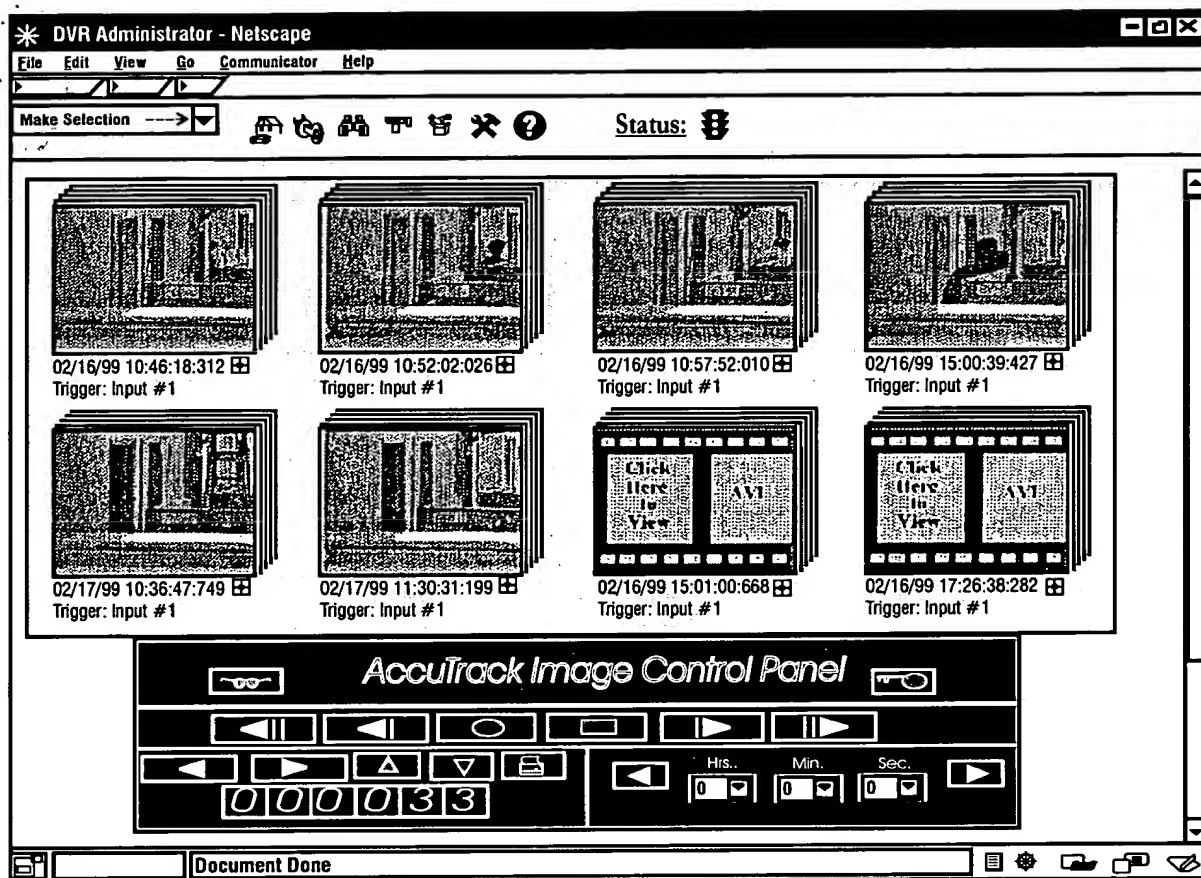 DVR Administrator - Netscape
File Edit View Go Communicator Help
Make Selection ---->
Status:
02/16/99 10:46:18:312
Trigger: Input #1
02/16/99 10:52:02:026
Trigger: Input #1
02/16/99 10:57:52:010
Trigger: Input #1
02/16/99 15:00:39:427
Trigger: Input #1
Click
Here
to
View
AVI
Click
Here
to
View
AVI
02/17/99 10:36:47:749
Trigger: Input #1
02/17/99 11:30:31:199
Trigger: Input #1
02/16/99 15:01:00:668
Trigger: Input #1
02/16/99 17:26:38:282
Trigger: Input #1
AccuTrack Image Control Panel
Hrs.. Min. Sec.
0 0 0
000033
Document Done